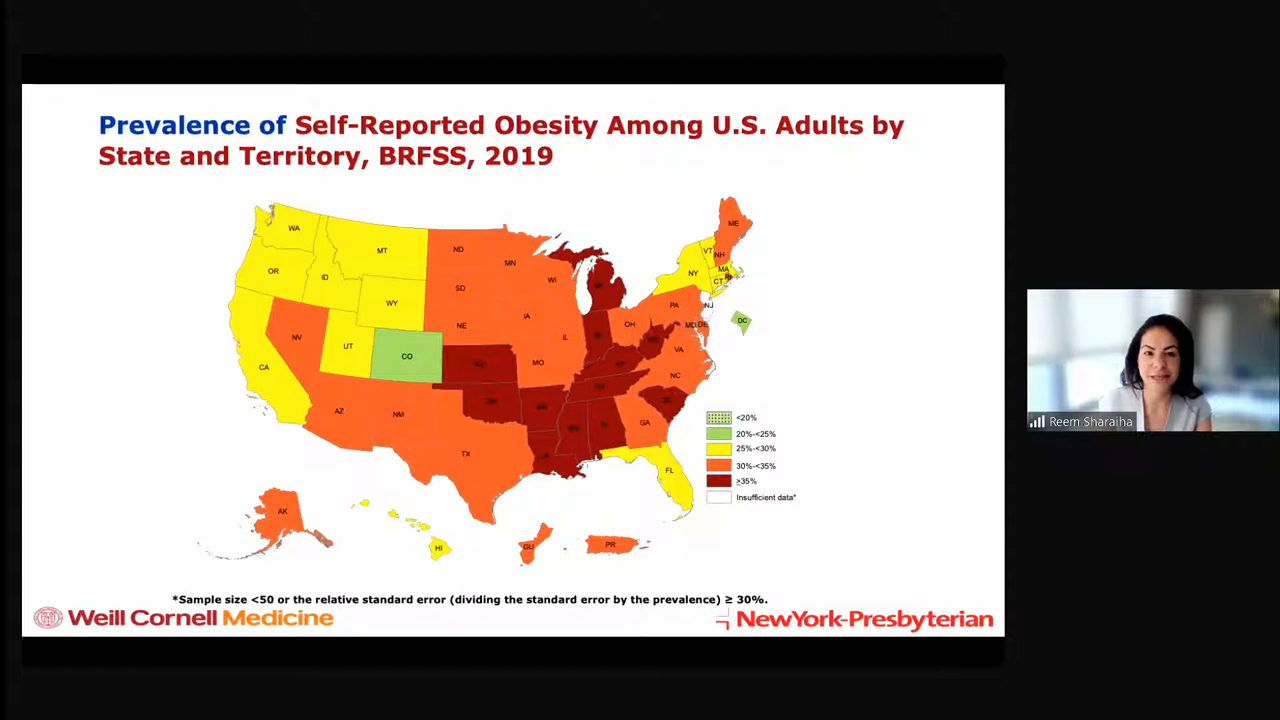 Prevalence of Self-Reported Obesity Among U.S. Adults by
State and Territory, BRFSS, 2019
WA
MT
ND
MN
ME
VT
NH
OR
ID
SD
WI
NY
MA
CT
WY
IA
PA
NJ
NE
IL
OH
MD
DE
DC
NV
UT
CO
MO
VA
CA
NC
AZ
NM
GA
TX
FL
<20%
20%-<25%
25%-<30%
30%-<35%
≥35%
Insufficient data*
AK
HI
GU
PR
*Sample size <50 or the relative standard error (dividing the standard error by the prevalence) ≥ 30%.
Weill Cornell Medicine
NewYork-Presbyterian
Reem Sharaiha